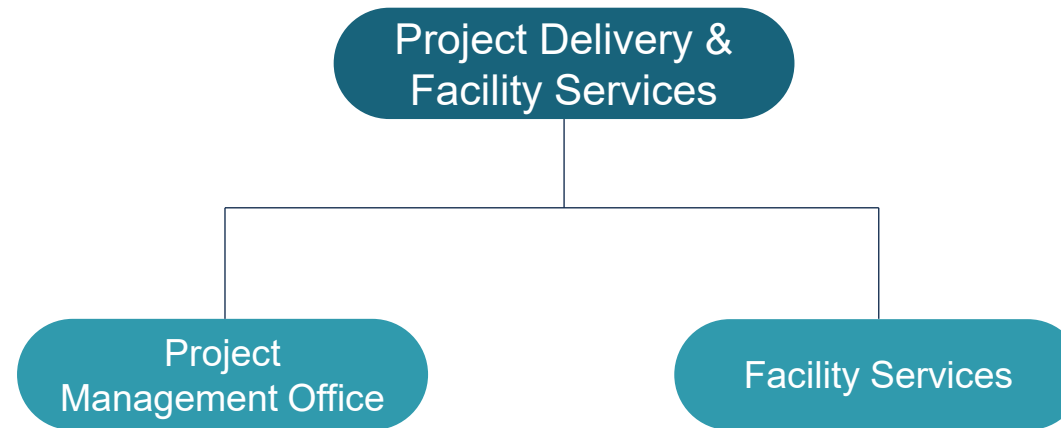 Project Delivery &
Facility Services
Project
Management Office
Facility Services